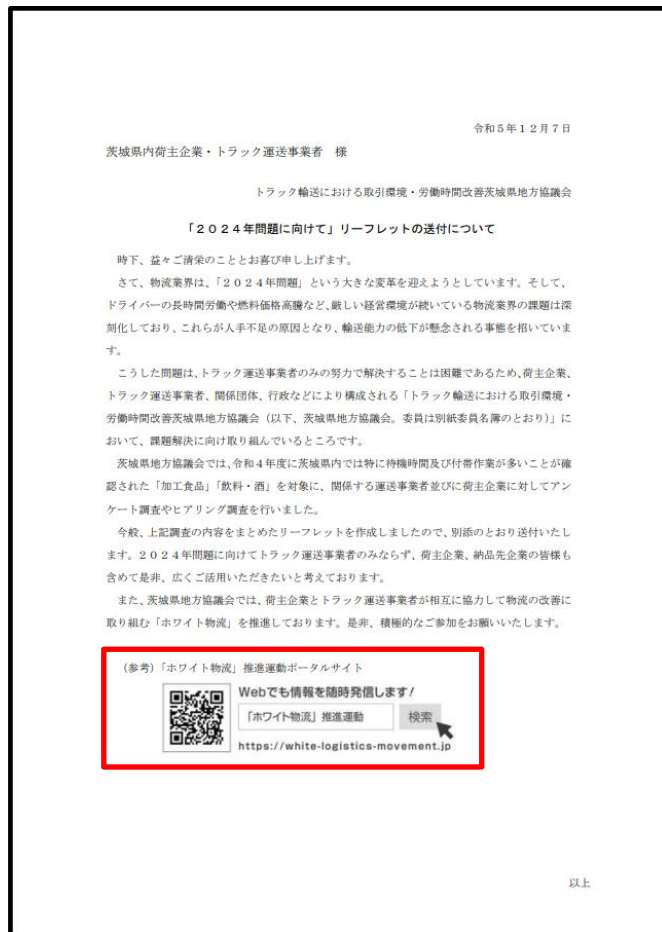 令和5年12月7日
茨城県内荷主企業・トラック運送事業者　様
トラック輸送における取引環境・労働時間改善茨城県地方協議会
「2024年問題に向けて」リーフレットの送付について
時下、益々ご清栄のこととお喜び申し上げます。
さて、物流業界は、「2024年問題」という大きな変革を迎えようとしています。そして、
ドライバーの長時間労働や燃料価格高騰など、厳しい経営環境が続いている物流業界の課題は深
刻化しており、これらが人手不足の原因となり、輸送能力の低下が懸念される事態を招いていま
す。
こうした問題は、トラック運送事業者のみの努力で解決することは困難であるため、荷主企業、
トラック運送事業者、関係団体、行政などにより構成される「トラック輸送における取引環境・
労働時間改善茨城県地方協議会（以下、茨城県地方協議会。委員は別紙委員名簿のとおり）」に
おいて、課題解決に向け取り組んでいるところです。
茨城県地方協議会では、令和4年度に茨城県内では特に待機時間及び付帯作業が多いことが確
認された「加工食品」「飲料・酒」を対象に、関係する運送事業者並びに荷主企業に対してアン
ケート調査やヒアリング調査を行いました。
今般、上記調査の内容をまとめたリーフレットを作成しましたので、別添のとおり送付いたし
ます。2024年問題に向けてトラック運送事業者のみならず、荷主企業、納品先企業の皆様も
含めて是非、広くご活用いただきたいと考えております。
また、茨城県地方協議会では、荷主企業とトラック運送事業者が相互に協力して物流の改善に
取り組む「ホワイト物流」を推進しております。是非、積極的なご参加をお願いいたします。
（参考）「ホワイト物流」推進運動ポータルサイト
Webでも情報を随時発信します!
「ホワイト物流」推進運動　検索
https://white-logistics-movement.jp
以上